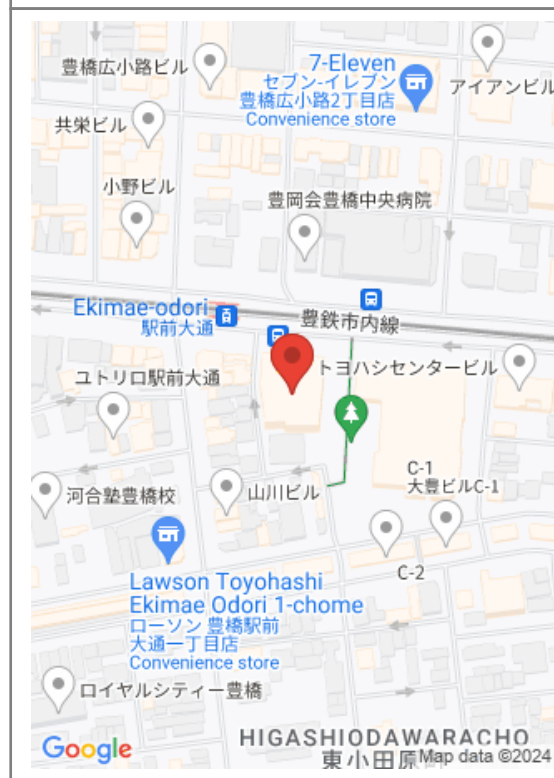 豊橋広小路ビル
7-Eleven
セブン-イレブン
豊橋広小路2丁目店
Convenience store
アイアンビル
共栄ビル
小野ビル
豊岡会豊橋中央病院
Ekimae-odori
駅前大通
豊鉄市内線
ユトリロ駅前大通
トヨハシセンタービル
河合塾豊橋校
山川ビル
C-1
大豊ビルC-1
C-2
Lawson Toyohashi
Ekimae Odori 1-chome
ローソン 豊橋駅前
大通一丁目店
Convenience store
ロイヤルシティー豊橋
HIGASHIODAWARACHO
東小田原
Google
Map data ©2024